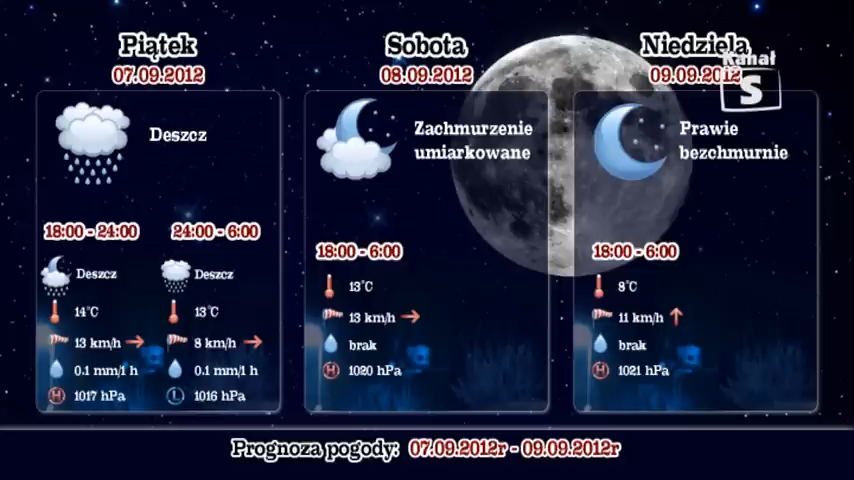 Piątek
07.09.2012
Deszcz
18:00 - 24:00
24:00 - 6:00
Deszcz
Deszcz
14°C
13°C
13 km/h
8 km/h
0.1 mm/1 h
0.1 mm/1 h
H 1017 hPa
L 1016 hPa
Sobota
08.09.2012
Zachmurzenie
umiarkowane
18:00 - 6:00
13°C
13 km/h
brak
H 1020 hPa
Niedziela
09.09.2012
Kanał
S
Prawie
bezchmurnie
18:00 - 6:00
8°C
11 km/h
brak
H 1021 hPa
Prognoza pogody: 07.09.2012r - 09.09.2012r